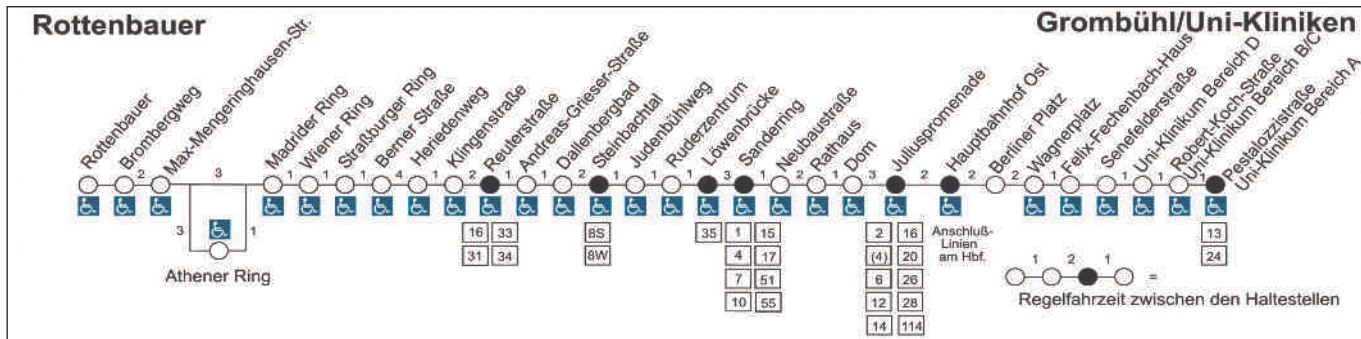 Rottenbauer
Grombühl/Uni-Kliniken
Rottenbauer
Brombergweg
Max-Mengeringhausen-Str.
Madrider Ring
Wiener Ring
Straßburger Ring
Berner Straße
Heriedenweg
Klingenstraße
Reuterstraße
Andreas-Grieser-Straße
Dallenbergbad
Steinbachtal
Judenbühlweg
Ruderzentrum
Löwenbrücke
Sanderring
Neubaustraße
Rathaus
Dom
Juliuspromenade
Hauptbahnhof Ost
Berliner Platz
Wagnerplatz
Felix-Fechenbach-Haus
Senefelderstraße
Uni-Klinikum Bereich D
Robert-Koch-Straße
Uni-Klinikum Bereich B/C
Pestalozzistraße
Uni-Klinikum Bereich A
1 2 3 1 1 1 4 1 2 1 2 1 1 3 1 2 1 3 2 2 2 1 1 1 1 2
3 1
Athener Ring
16 33
31 34
8S
8W
35
1 15
4 17
7 51
10 55
2 16
(4) 20
6 26
12 28
14 114
Anschluß-
Linien
am Hbf.
13
24
1 2 1
=
Regelfahrzeit zwischen den Haltestellen